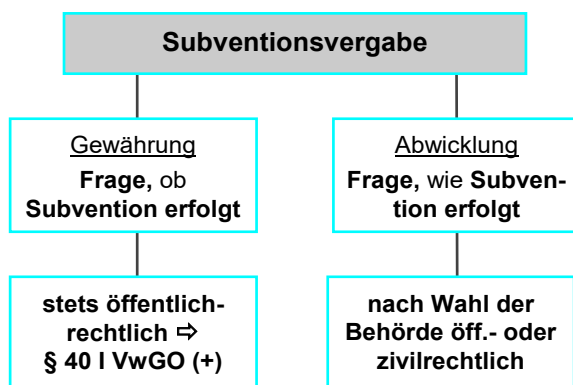 Subventionsvergabe
Gewährung
Frage, ob
Subvention erfolgt
Abwicklung
Frage, wie Subven-
tion erfolgt
stets öffentlich-
rechtlich ⇨
§ 40 I VwGO (+)
nach Wahl der
Behörde öff.- oder
zivilrechtlich